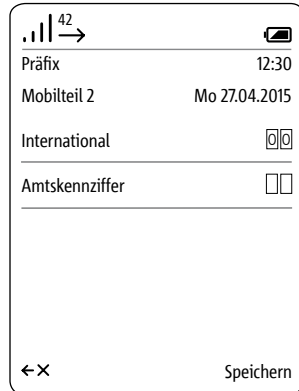 42
Präfix 12:30
Mobilteil 2 Mo 27.04.2015
International 00
Amtskennziffer
Speichern